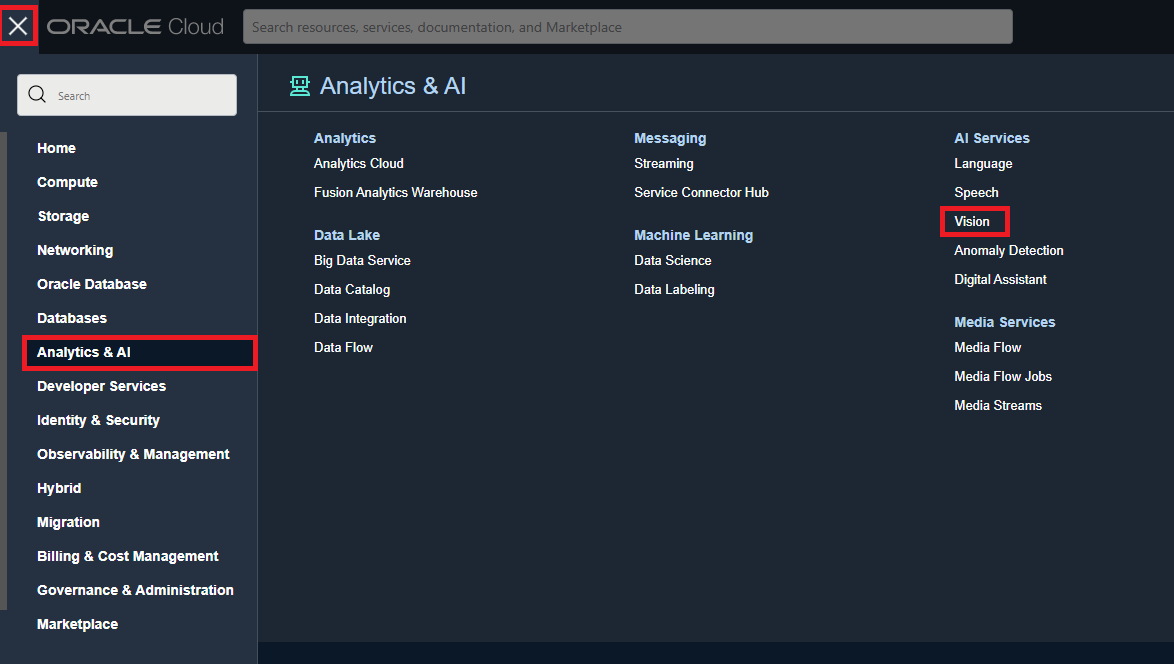 ORACLE Cloud
Search resources, services, documentation, and Marketplace
Search
Home
Compute
Storage
Networking
Oracle Database
Databases
Analytics & AI
Developer Services
Identity & Security
Observability & Management
Hybrid
Migration
Billing & Cost Management
Governance & Administration
Marketplace
Analytics & AI
Analytics
Analytics Cloud
Fusion Analytics Warehouse
Data Lake
Big Data Service
Data Catalog
Data Integration
Data Flow
Messaging
Streaming
Service Connector Hub
Machine Learning
Data Science
Data Labeling
AI Services
Language
Speech
Vision
Anomaly Detection
Digital Assistant
Media Services
Media Flow
Media Flow Jobs
Media Streams